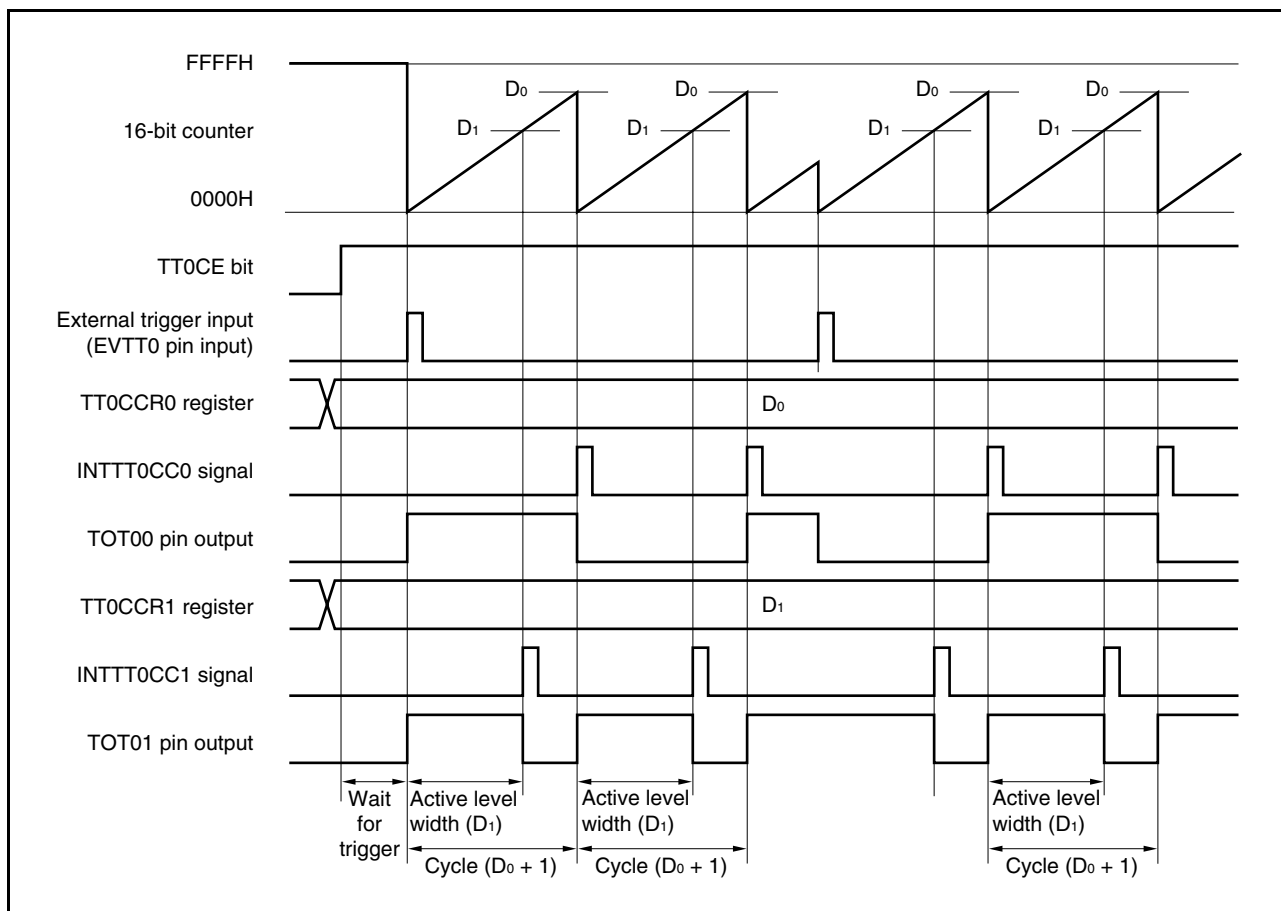 FFFFH
D0 D0 D0 D0
16-bit counter
D1 D1 D1 D1
0000H
TT0CE bit
External trigger input
(EVTT0 pin input)
TT0CCR0 register
D0
INTTT0CC0 signal
TOT00 pin output
TT0CCR1 register
D1
INTTT0CC1 signal
TOT01 pin output
Wait
for
trigger
Active level
width (D1)
Active level
width (D1)
Active level
width (D1)
Cycle (D0 + 1)
Cycle (D0 + 1)
Cycle (D0 + 1)